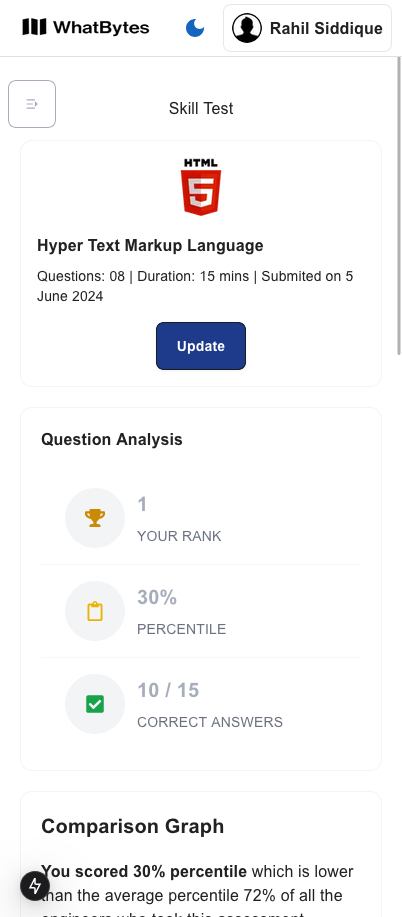 WhatBytes
Rahil Siddique
Skill Test
HTML
5
Hyper Text Markup Language
Questions: 08 | Duration: 15 mins | Submited on 5
June 2024
Update
Question Analysis
1
YOUR RANK
30%
PERCENTILE
10 / 15
CORRECT ANSWERS
Comparison Graph
You scored 30% percentile which is lower
than the average percentile 72% of all the
engineers who took this assessment